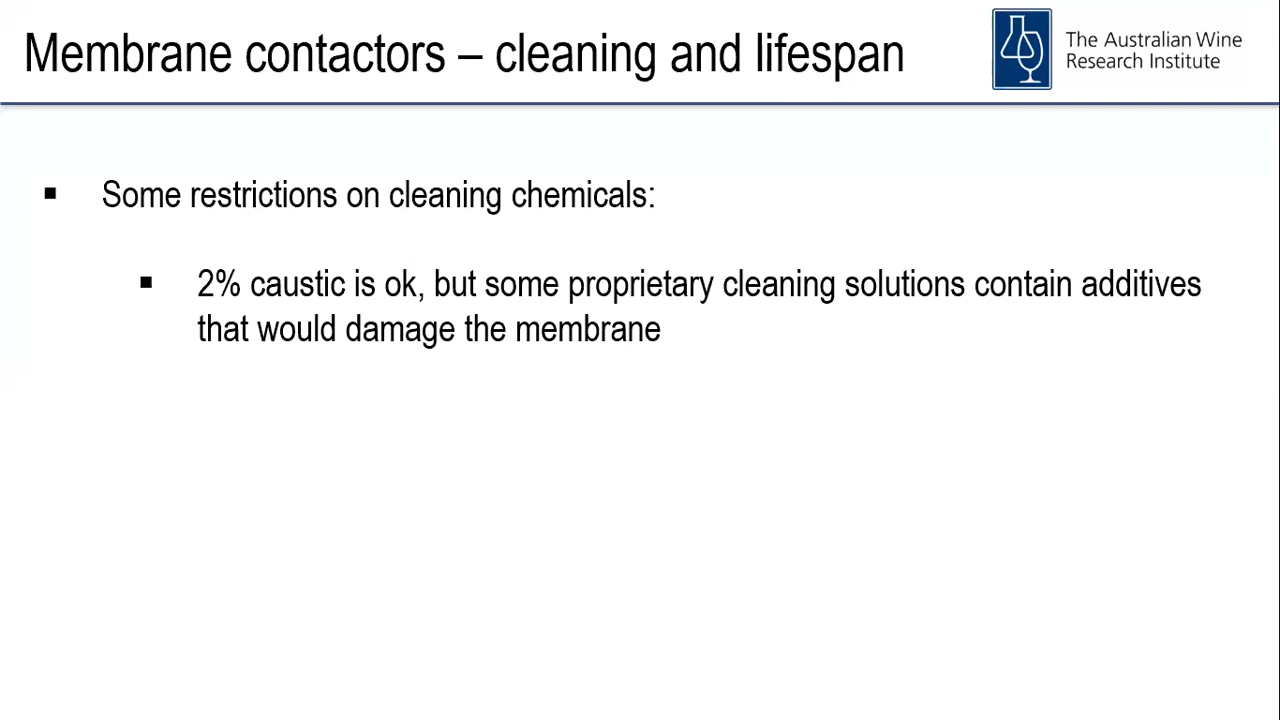 Membrane contactors – cleaning and lifespan
The Australian Wine
Research Institute
▪ Some restrictions on cleaning chemicals:
▪ 2% caustic is ok, but some proprietary cleaning solutions contain additives
that would damage the membrane